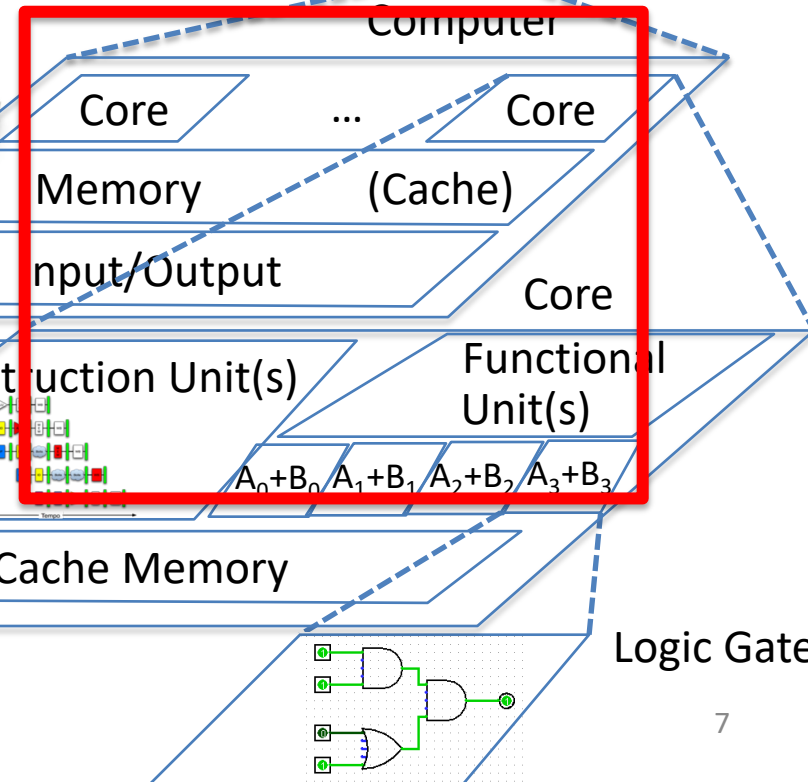 Computer
Core … Core
Memory (Cache)
nput/Output
Core
truction Unit(s)
Functional
Unit(s)
A₀+B₀ A₁+B₁ A₂+B₂ A₃+B₃
Tempo
Cache Memory
Logic Gate
7